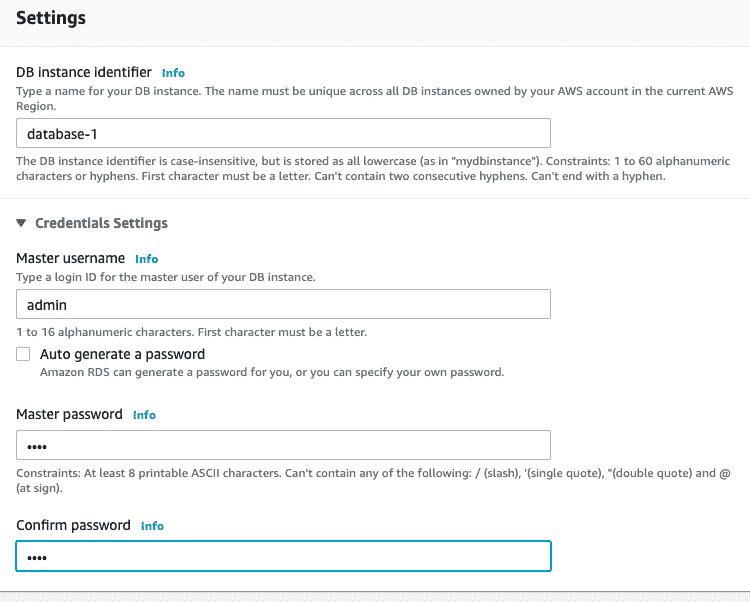 Settings
DB instance identifier Info
Type a name for your DB instance. The name must be unique across all DB instances owned by your AWS account in the current AWS
Region.
database-1
The DB instance identifier is case-insensitive, but is stored as all lowercase (as in "mydbinstance"). Constraints: 1 to 60 alphanumeric
characters or hyphens. First character must be a letter. Can't contain two consecutive hyphens. Can't end with a hyphen.
Credentials Settings
Master username Info
Type a login ID for the master user of your DB instance.
admin
1 to 16 alphanumeric characters. First character must be a letter.
Auto generate a password
Amazon RDS can generate a password for you, or you can specify your own password.
Master password Info
••••
Constraints: At least 8 printable ASCII characters. Can't contain any of the following: / (slash), '(single quote), "(double quote) and @
(at sign).
Confirm password Info
••••